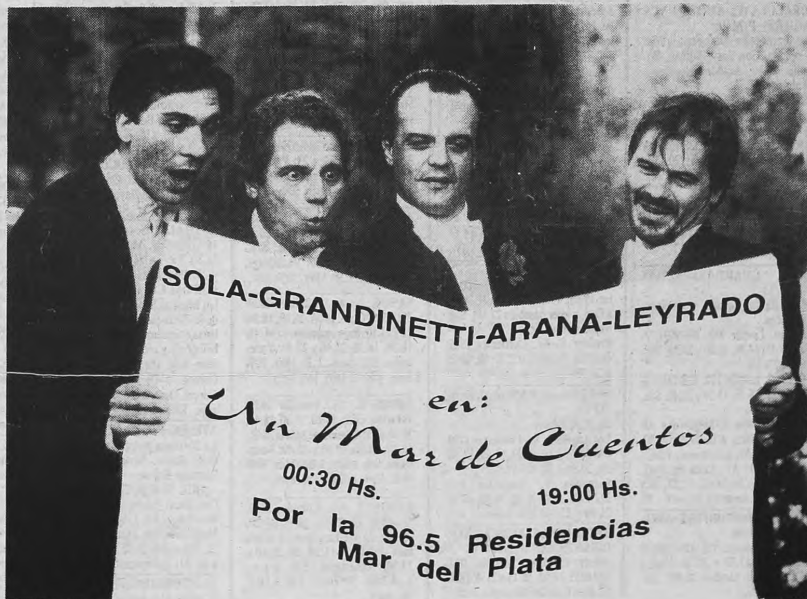 SOLA-GRANDINETTI-ARANA-LEYRADO
en:
Un Mar de Cuentos
00:30 Hs. 19:00 Hs.
Por la 96.5 Residencias
Mar del Plata